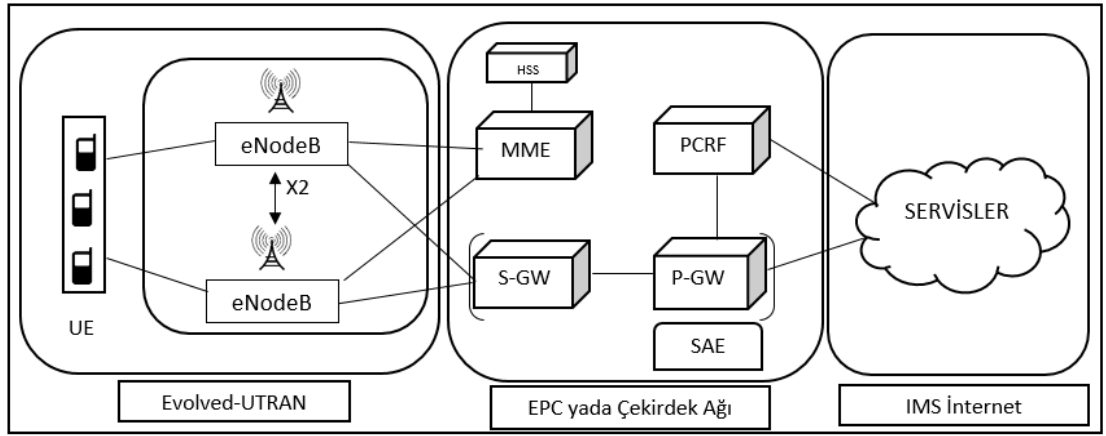 HSS
eNodeB
MME
PCRF
X2
SERVİSLER
S-GW
P-GW
eNodeB
UE
SAE
Evolved-UTRAN
EPC yada Çekirdek Ağı
IMS İnternet